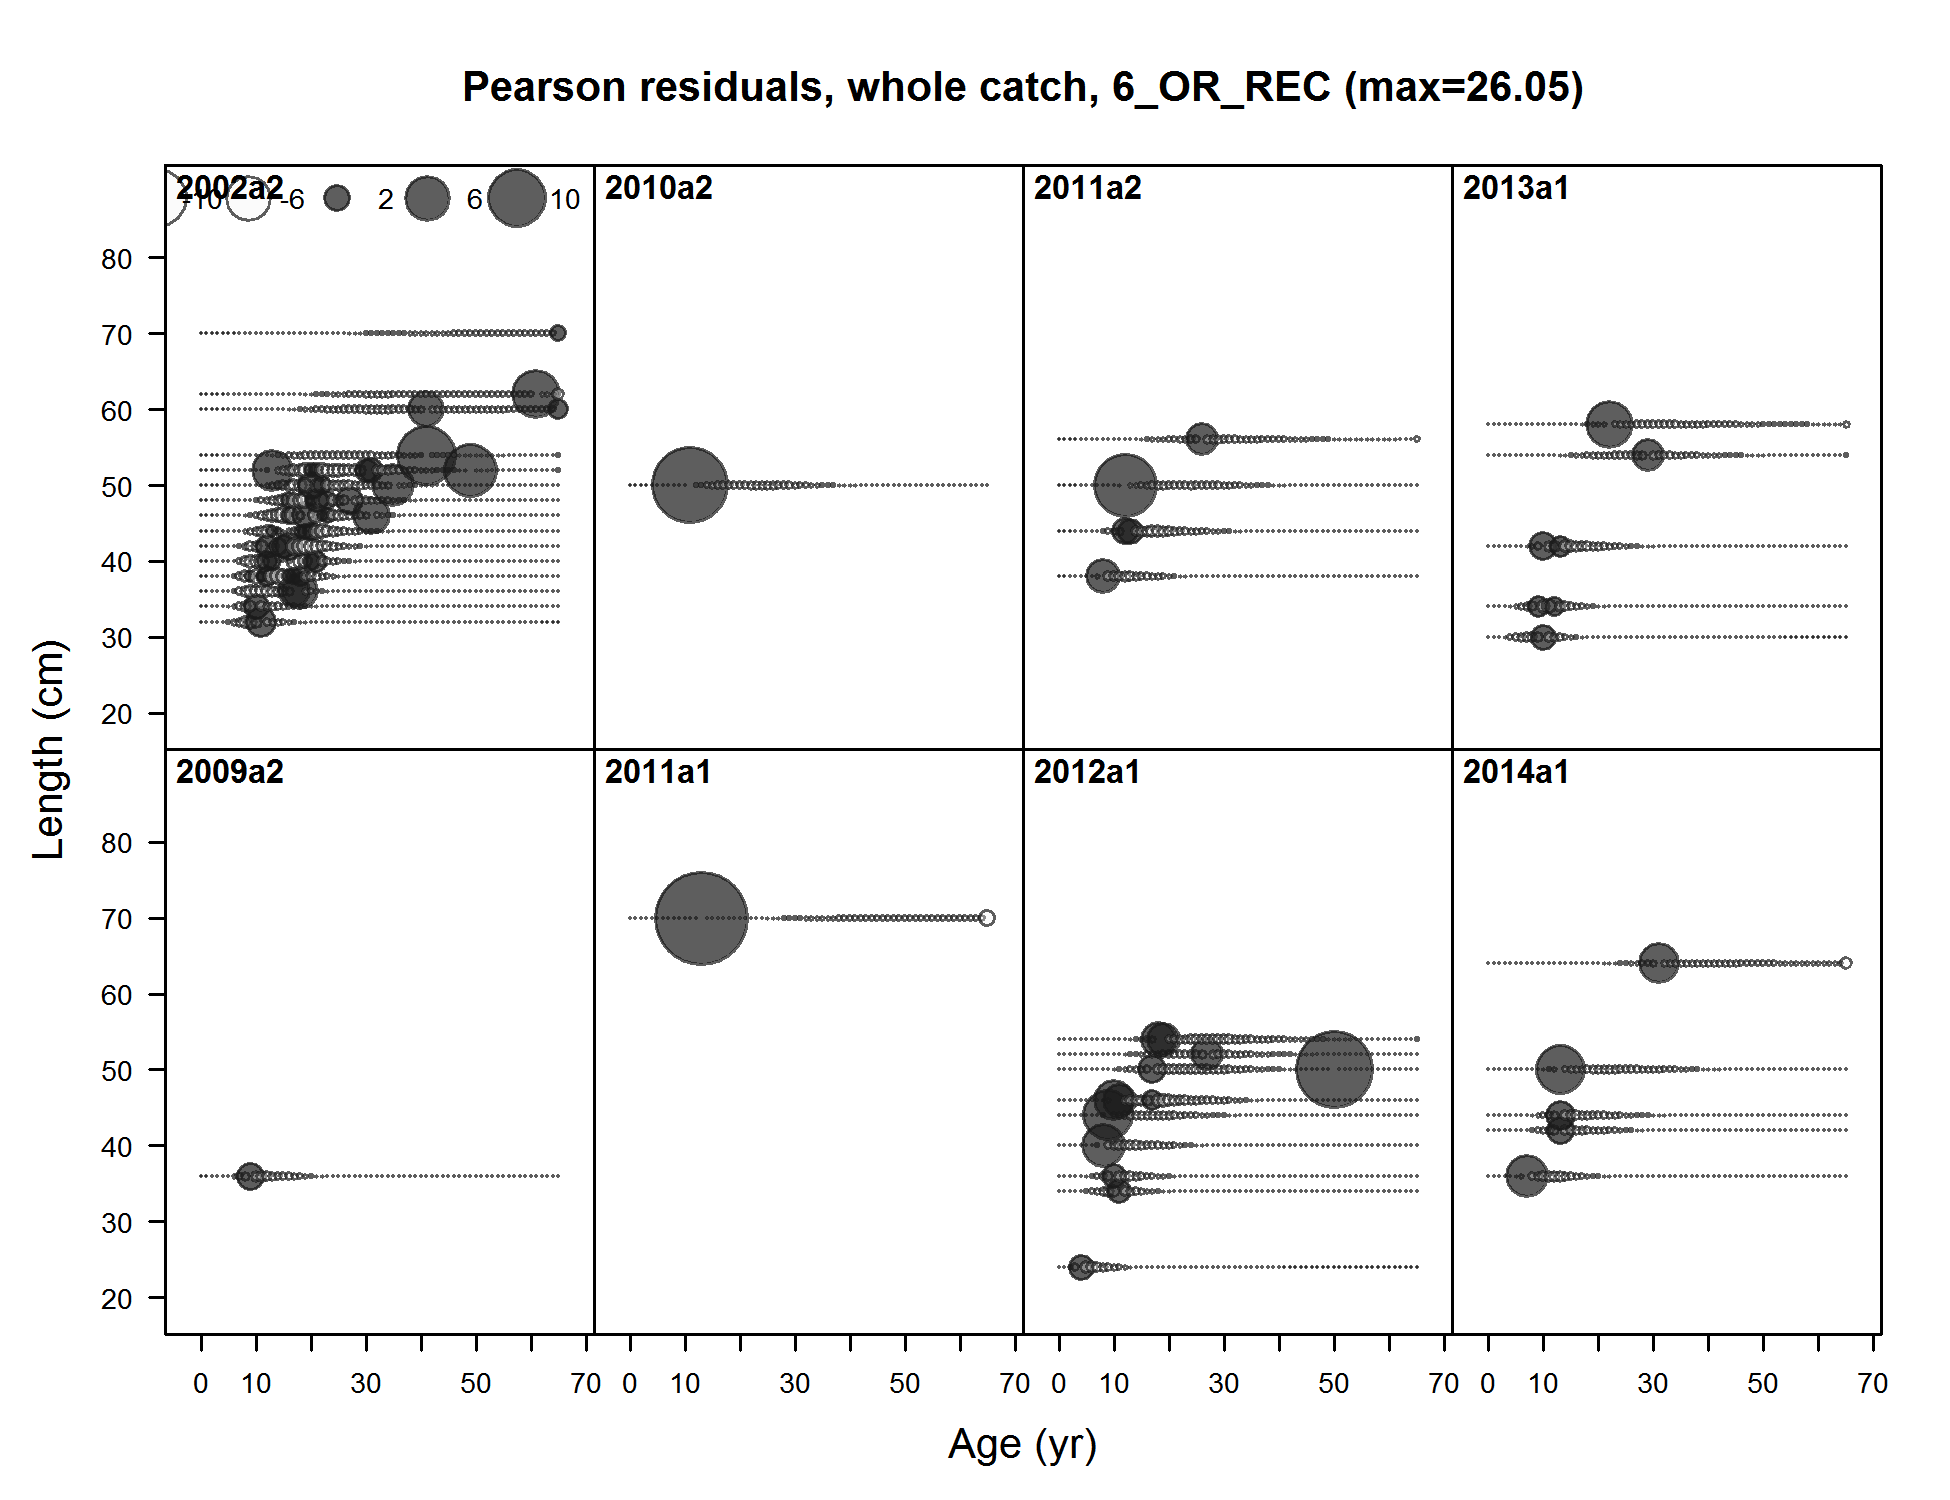 Pearson residuals, whole catch, 6_OR_REC (max=26.05)
2002a2 -10 -6 2 6 10
2010a2
2011a2
2013a1
80
70
60
50
40
30
20
2009a2
2011a1
2012a1
2014a1
80
70
60
50
40
30
20
Length (cm)
0 10 30 50 70 0 10 30 50 70 0 10 30 50 70 0 10 30 50 70
Age (yr)